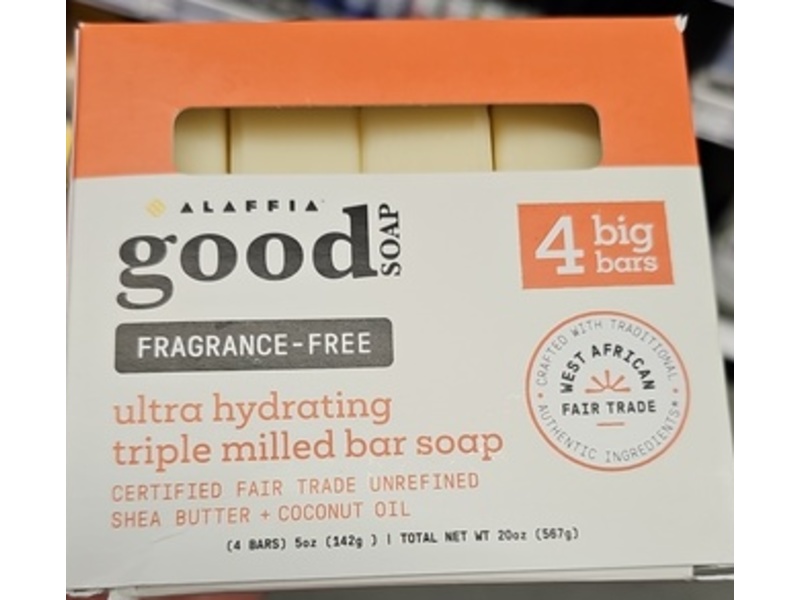 ALAFFIA
good SOAP
4 big bars
FRAGRANCE-FREE
ultra hydrating
triple milled bar soap
CERTIFIED FAIR TRADE UNREFINED
SHEA BUTTER + COCONUT OIL
(4 BARS) 5oz (142g ) | TOTAL NET WT 20oz (567g)
CRAFTED WITH TRADITIONAL
WEST AFRICAN
FAIR TRADE
AUTHENTIC INGREDIENTS*